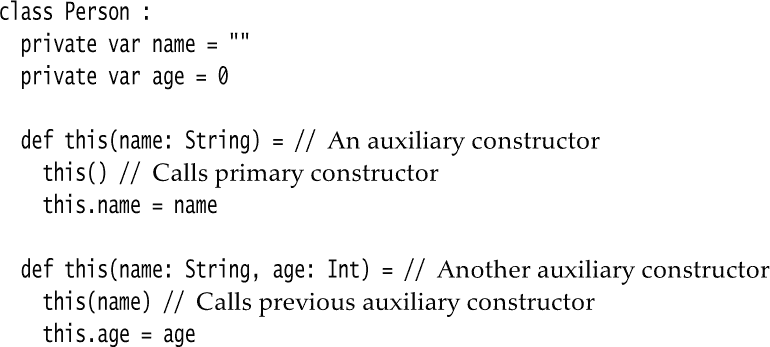 class Person :
  private var name = ""
  private var age = 0

  def this(name: String) = // An auxiliary constructor
    this() // Calls primary constructor
    this.name = name

  def this(name: String, age: Int) = // Another auxiliary constructor
    this(name) // Calls previous auxiliary constructor
    this.age = age